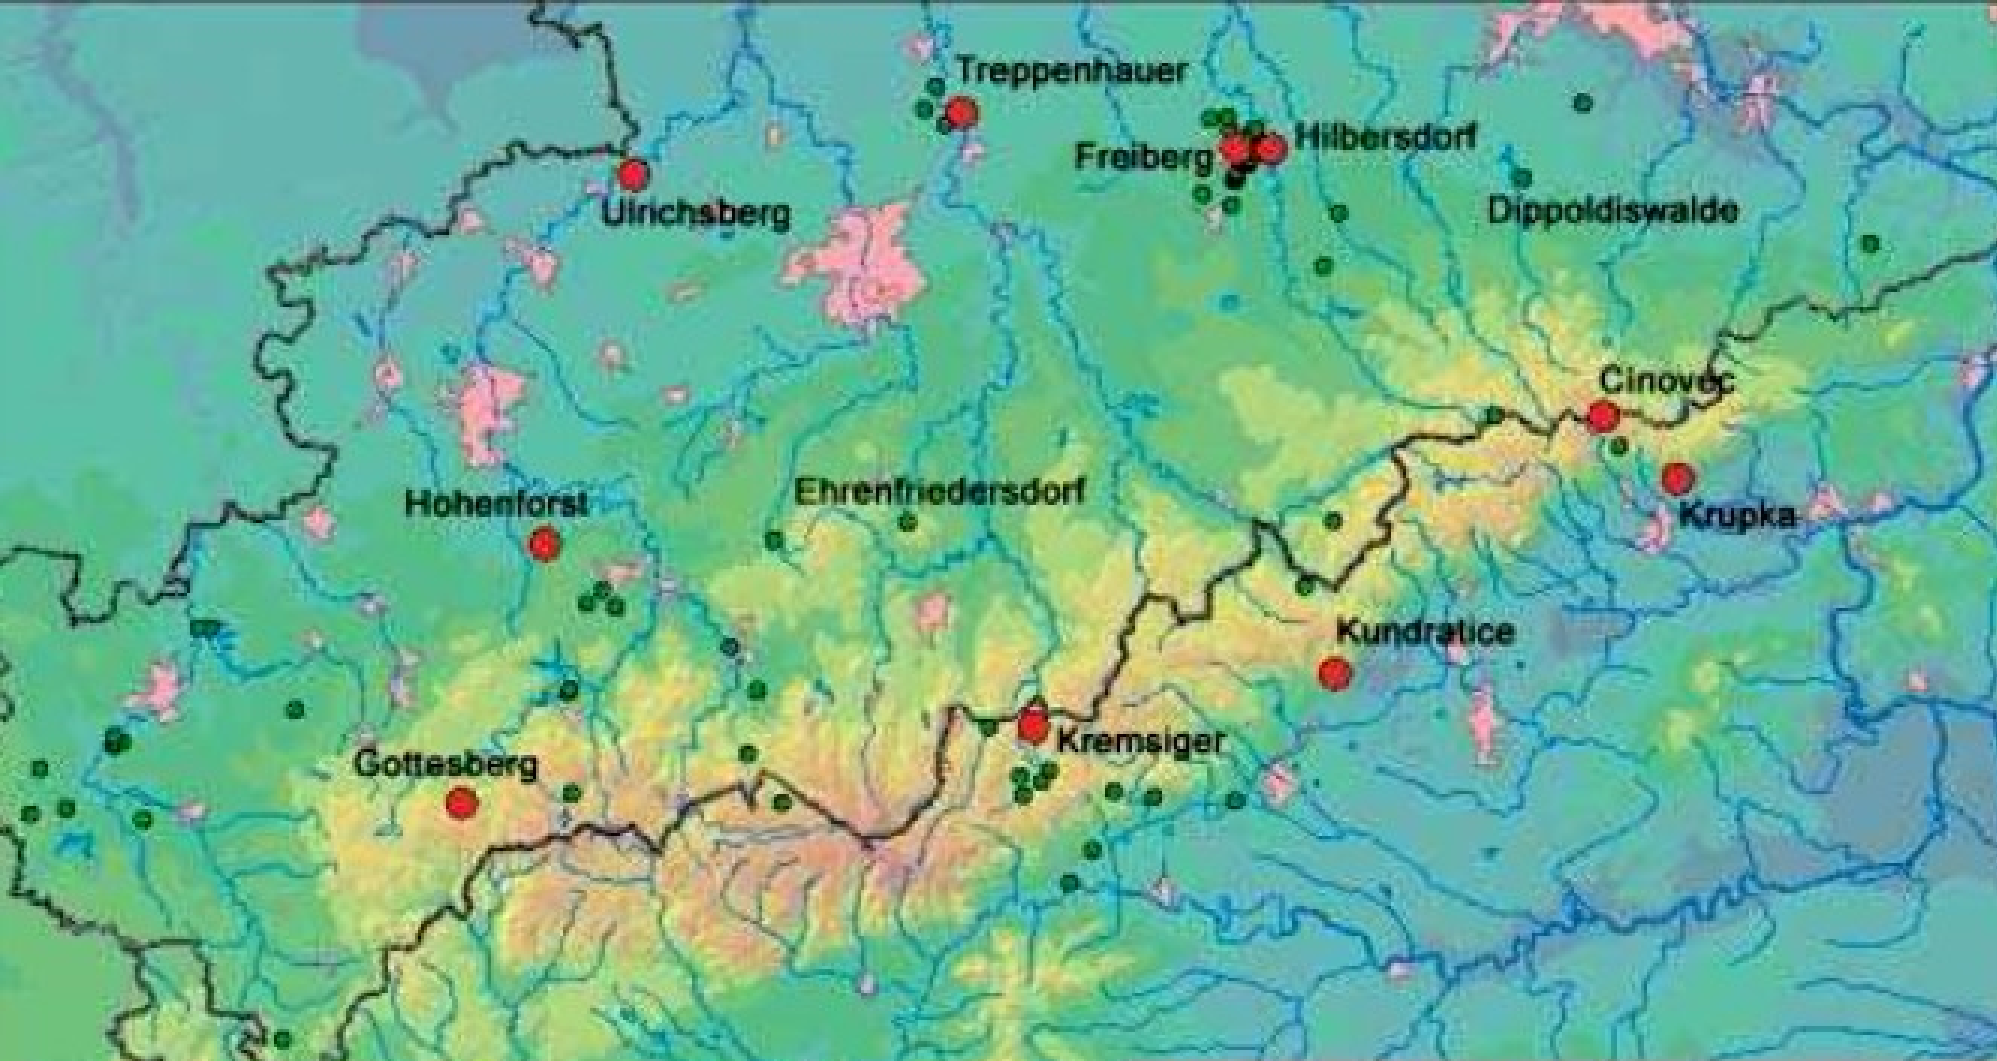 Treppenhauer
Hilbersdorf
Freiberg
Ulrichsberg
Dippoldiswalde
Cinovec
Hohenforst
Ehrenfriedersdorf
Krupka
Kundratice
Kremsiger
Gottesberg